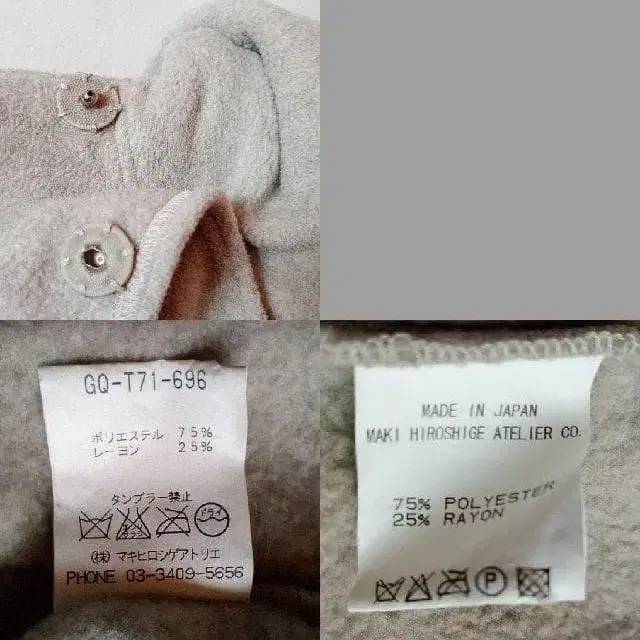 GQ-T71-696
ポリエステル 75%
レーヨン 25%
タンブラー禁止
ドライ
(株) マキヒロシゲアトリエ
PHONE 03-3409-5656
MADE IN JAPAN
MAKI HIROSHIGE ATELIER CO.
75% POLYESTER
25% RAYON
P